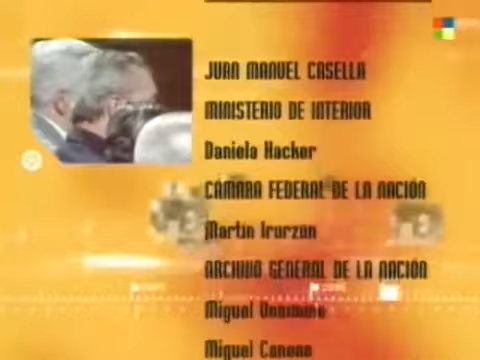 JUAN MANUEL CASELLA
MINISTERIO DE INTERIOR
Daniela Hacker
CÁMARA FEDERAL DE LA NACIÓN
Martín Irurzun
ARCHIVO GENERAL DE LA NACIÓN
Miguel
Miguel